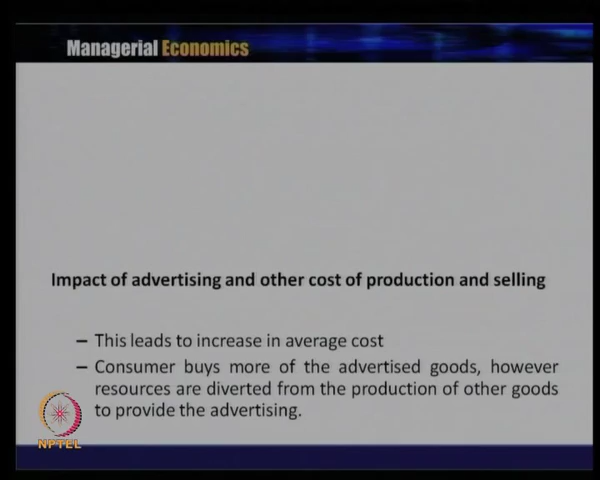 Managerial Economics
Impact of advertising and other cost of production and selling
– This leads to increase in average cost
– Consumer buys more of the advertised goods, however
resources are diverted from the production of other goods
to provide the advertising.
NPTEL